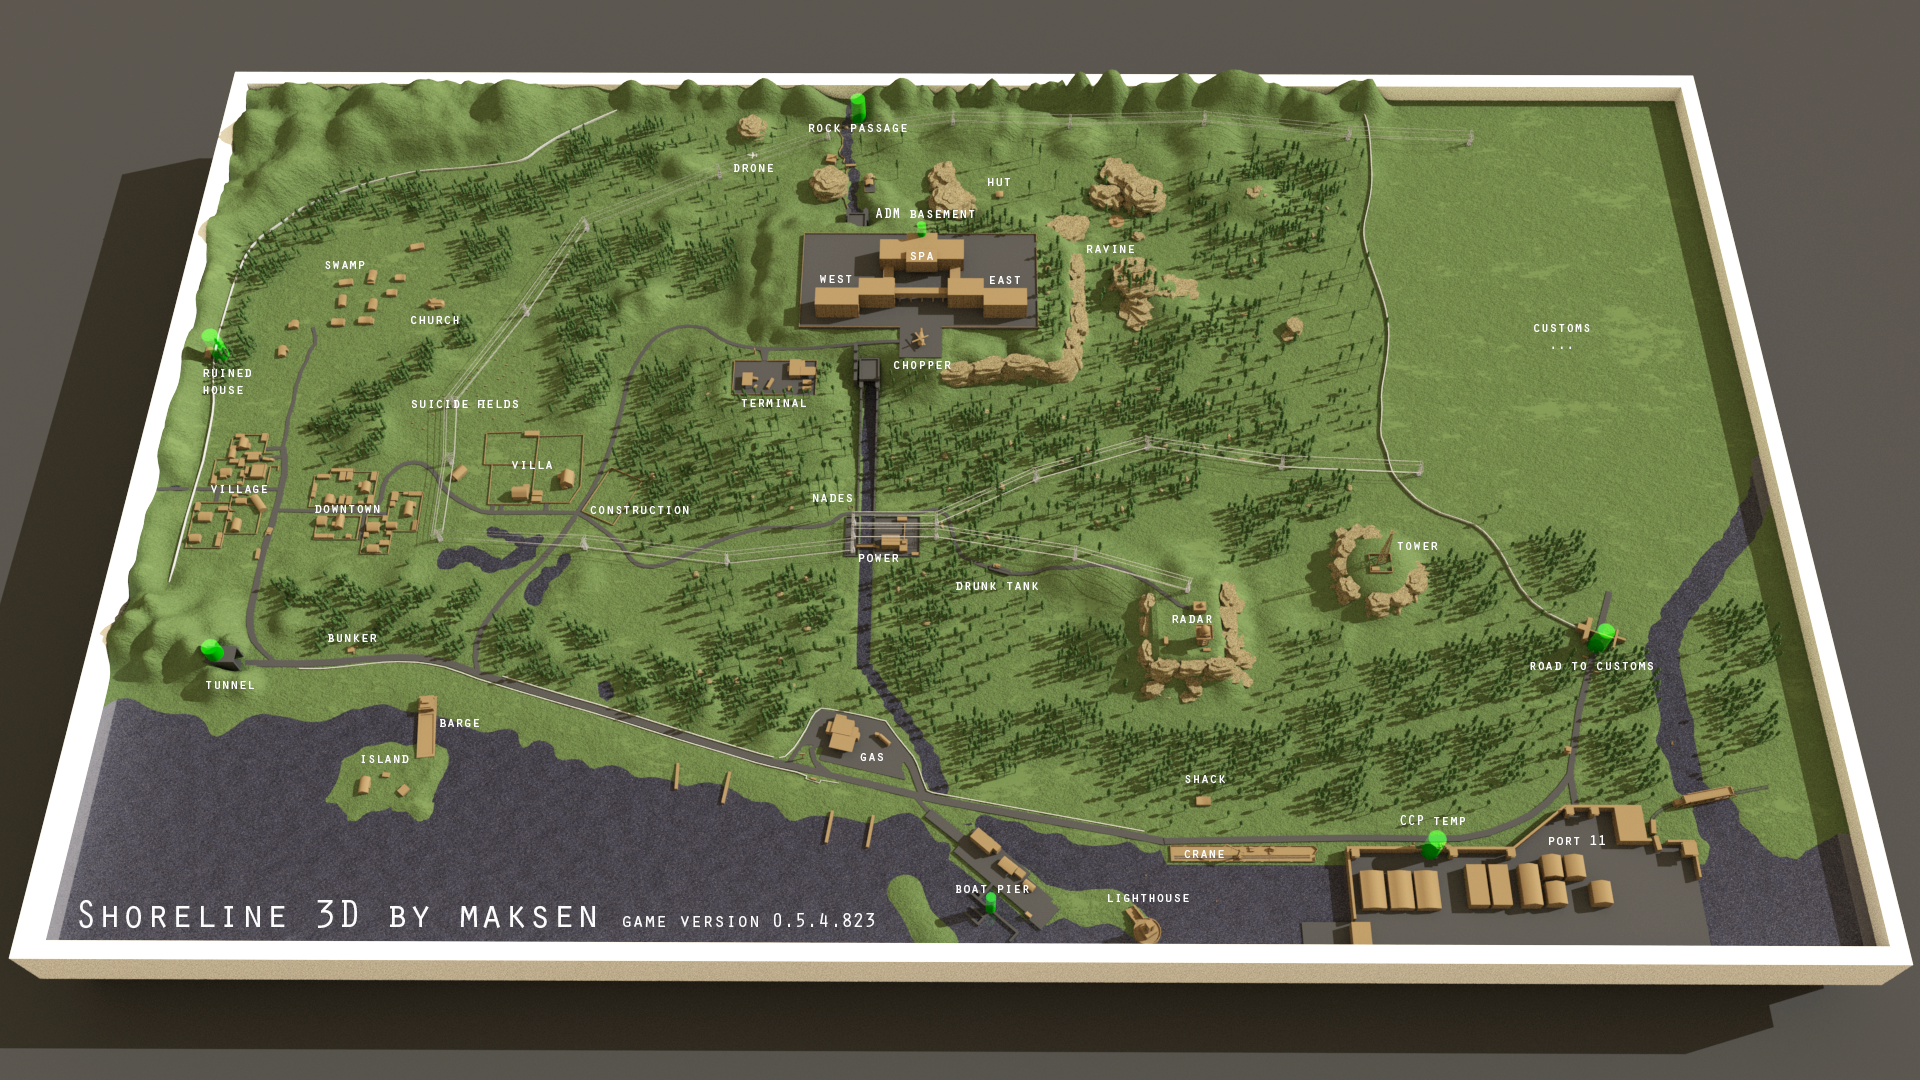 ROCK PASSAGE
DRONE
HUT
ADM BASEMENT
RAVINE
SPA
WEST
EAST
SWAMP
CHURCH
CUSTOMS
...
CHOPPER
RUINED
HOUSE
SUICIDE FIELDS
TERMINAL
VILLA
VILLAGE
NADES
DOWNTOWN
CONSTRUCTION
POWER
TOWER
DRUNK TANK
RADAR
BUNKER
ROAD TO CUSTOMS
TUNNEL
BARGE
ISLAND
GAS
SHACK
CCP TEMP
PORT 11
CRANE
BOAT PIER
LIGHTHOUSE
SHORELINE 3D BY MAKSEN GAME VERSION 0.5.4.823